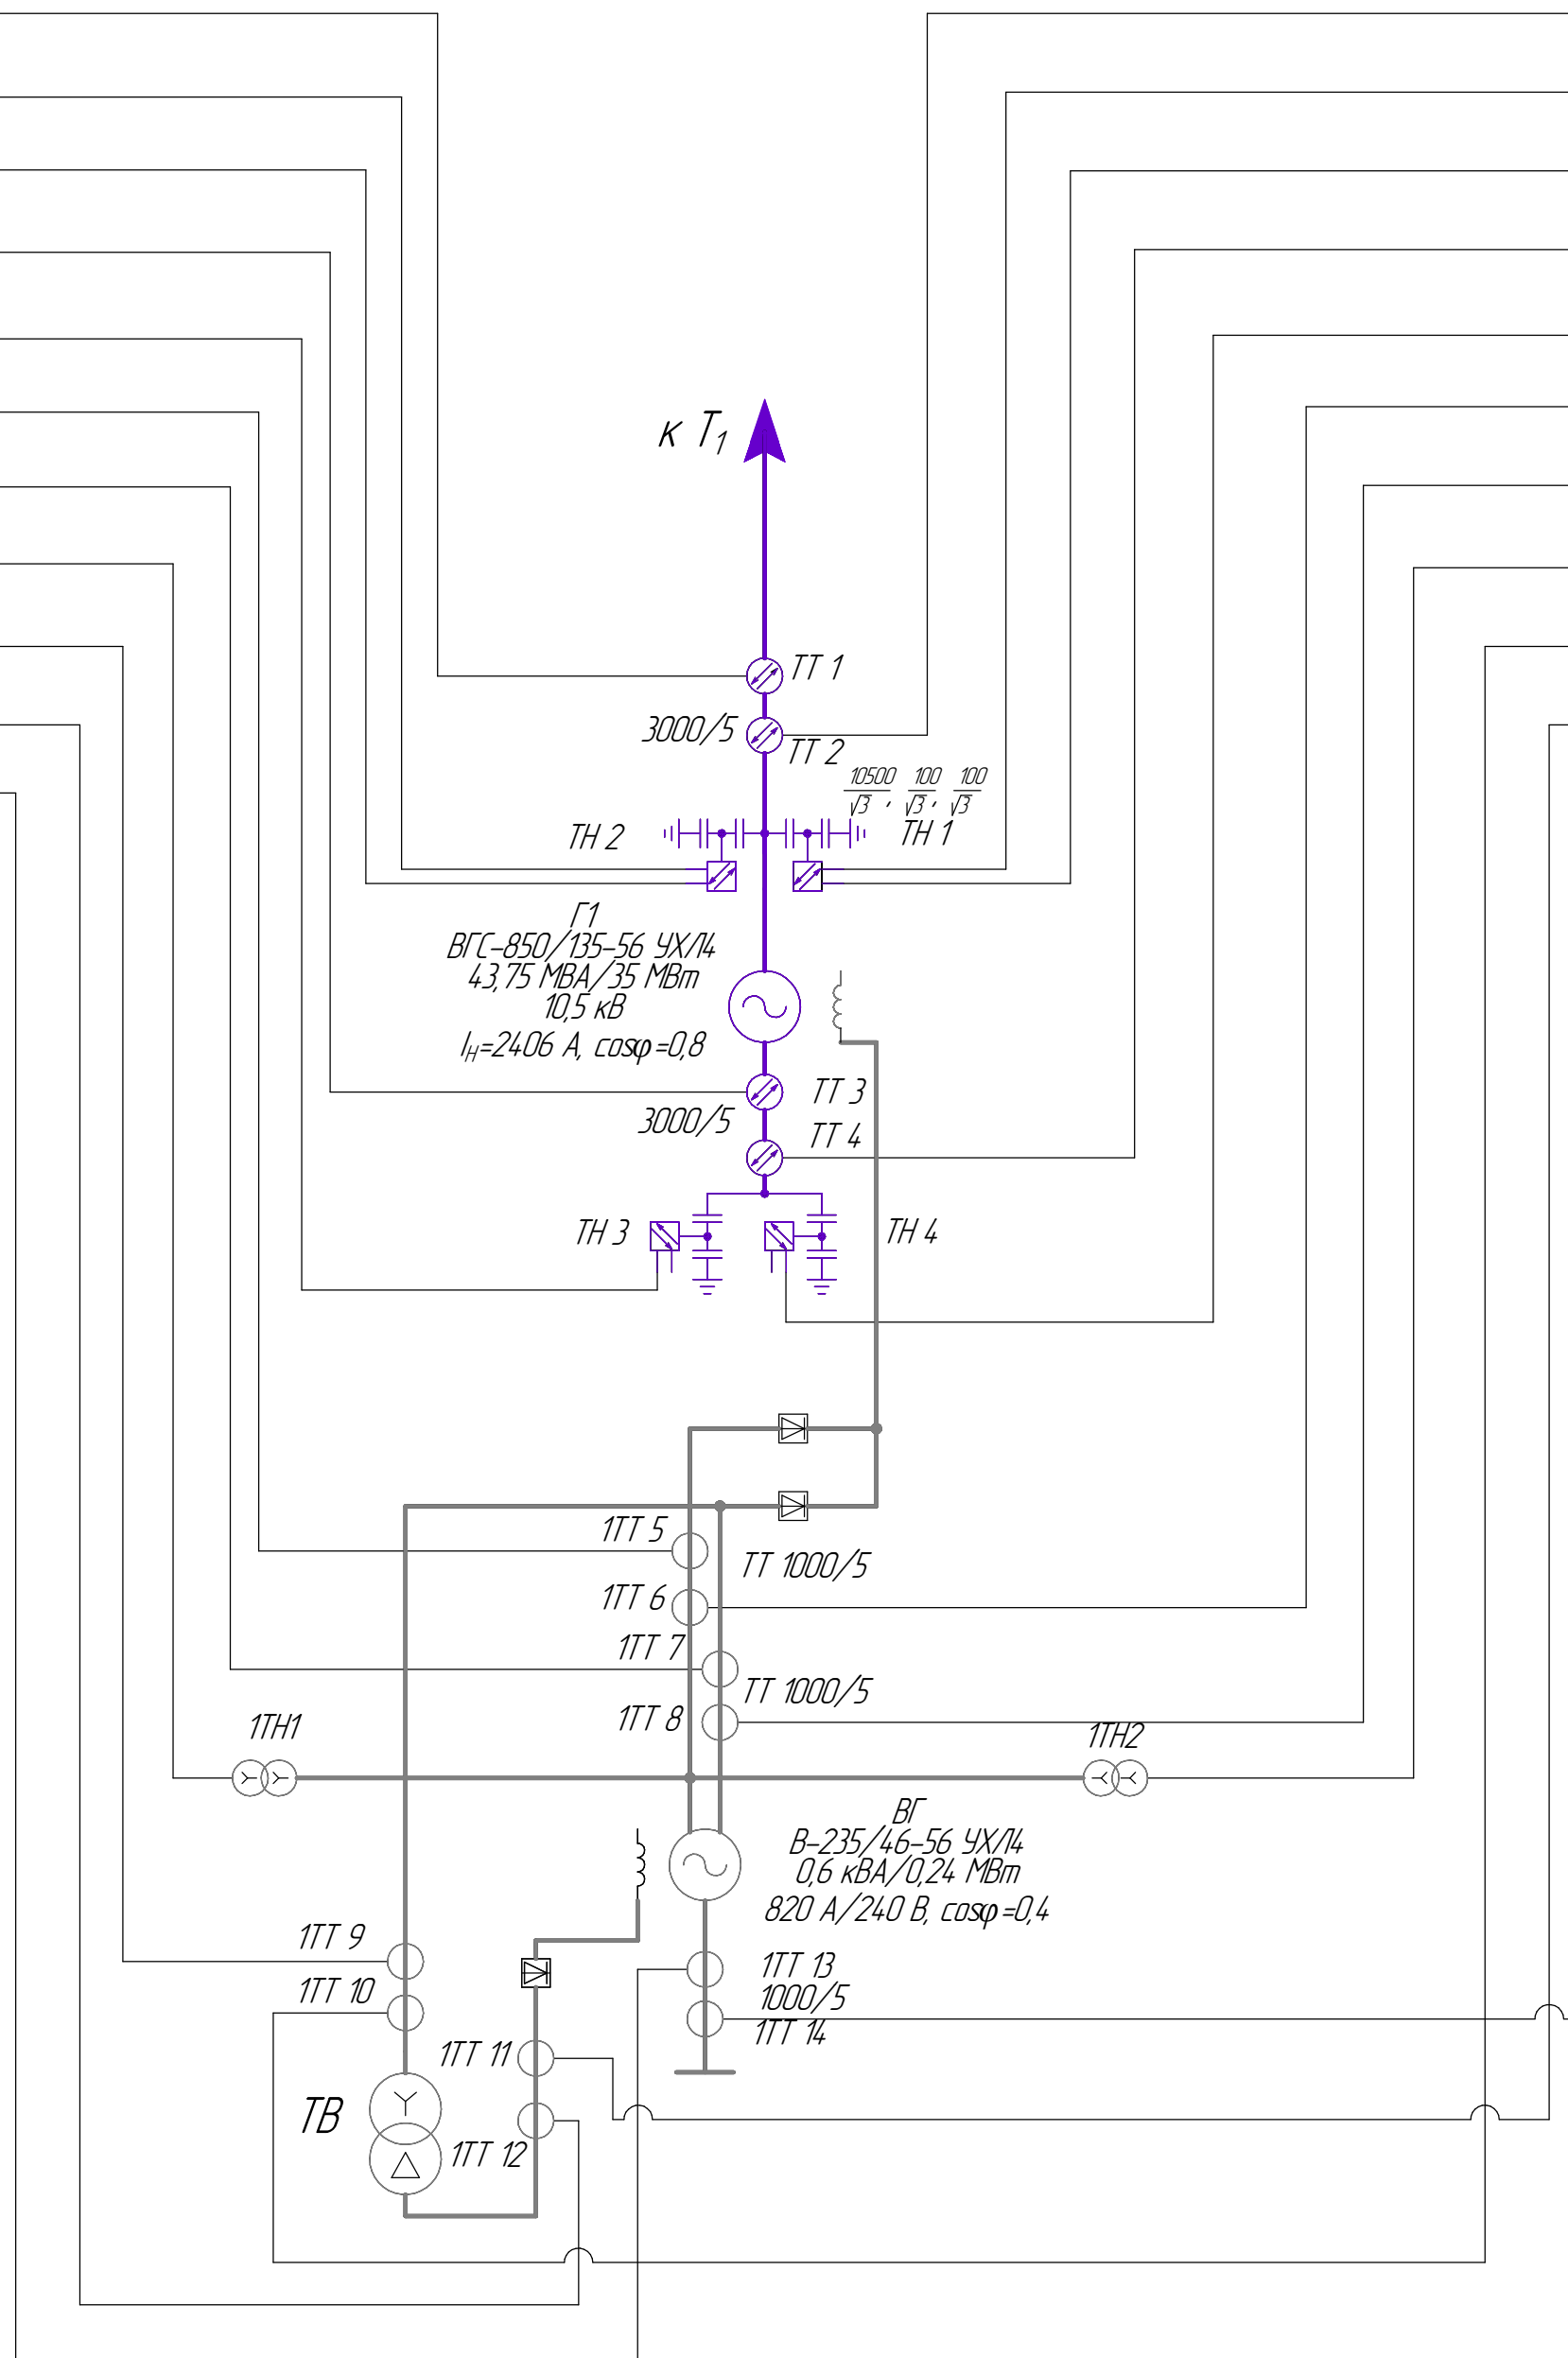 к Т₁
ТТ 1
3000/5
ТТ 2
10500/√3, 100/√3, 100/√3
ТН 2
ТН 1
Г1
ВГС-850/135-56 УХЛ4
43,75 МВА/35 МВт
10,5 кВ
Iн=2406 А, cosφ=0,8
ТТ 3
3000/5
ТТ 4
ТН 3
ТН 4
1ТТ 5
ТТ 1000/5
1ТТ 6
1ТТ 7
ТТ 1000/5
1ТТ 8
1ТН1
1ТН2
ВГ
В-235/46-56 УХЛ4
0,6 кВА/0,24 МВт
820 А/240 В, cosφ=0,4
1ТТ 9
1ТТ 13
1ТТ 10
1000/5
1ТТ 14
1ТТ 11
ТВ
1ТТ 12